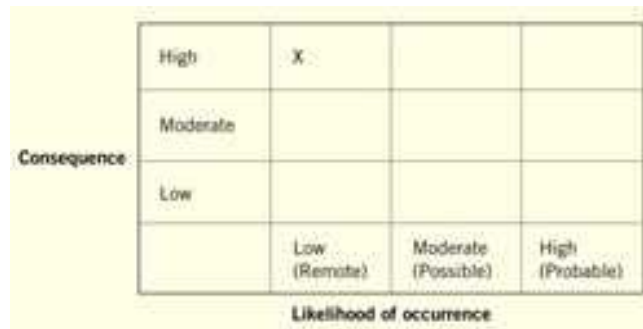 High X
Moderate
Consequence
Low
Low Moderate High
(Remote) (Possible) (Probable)
Likelihood of occurrence